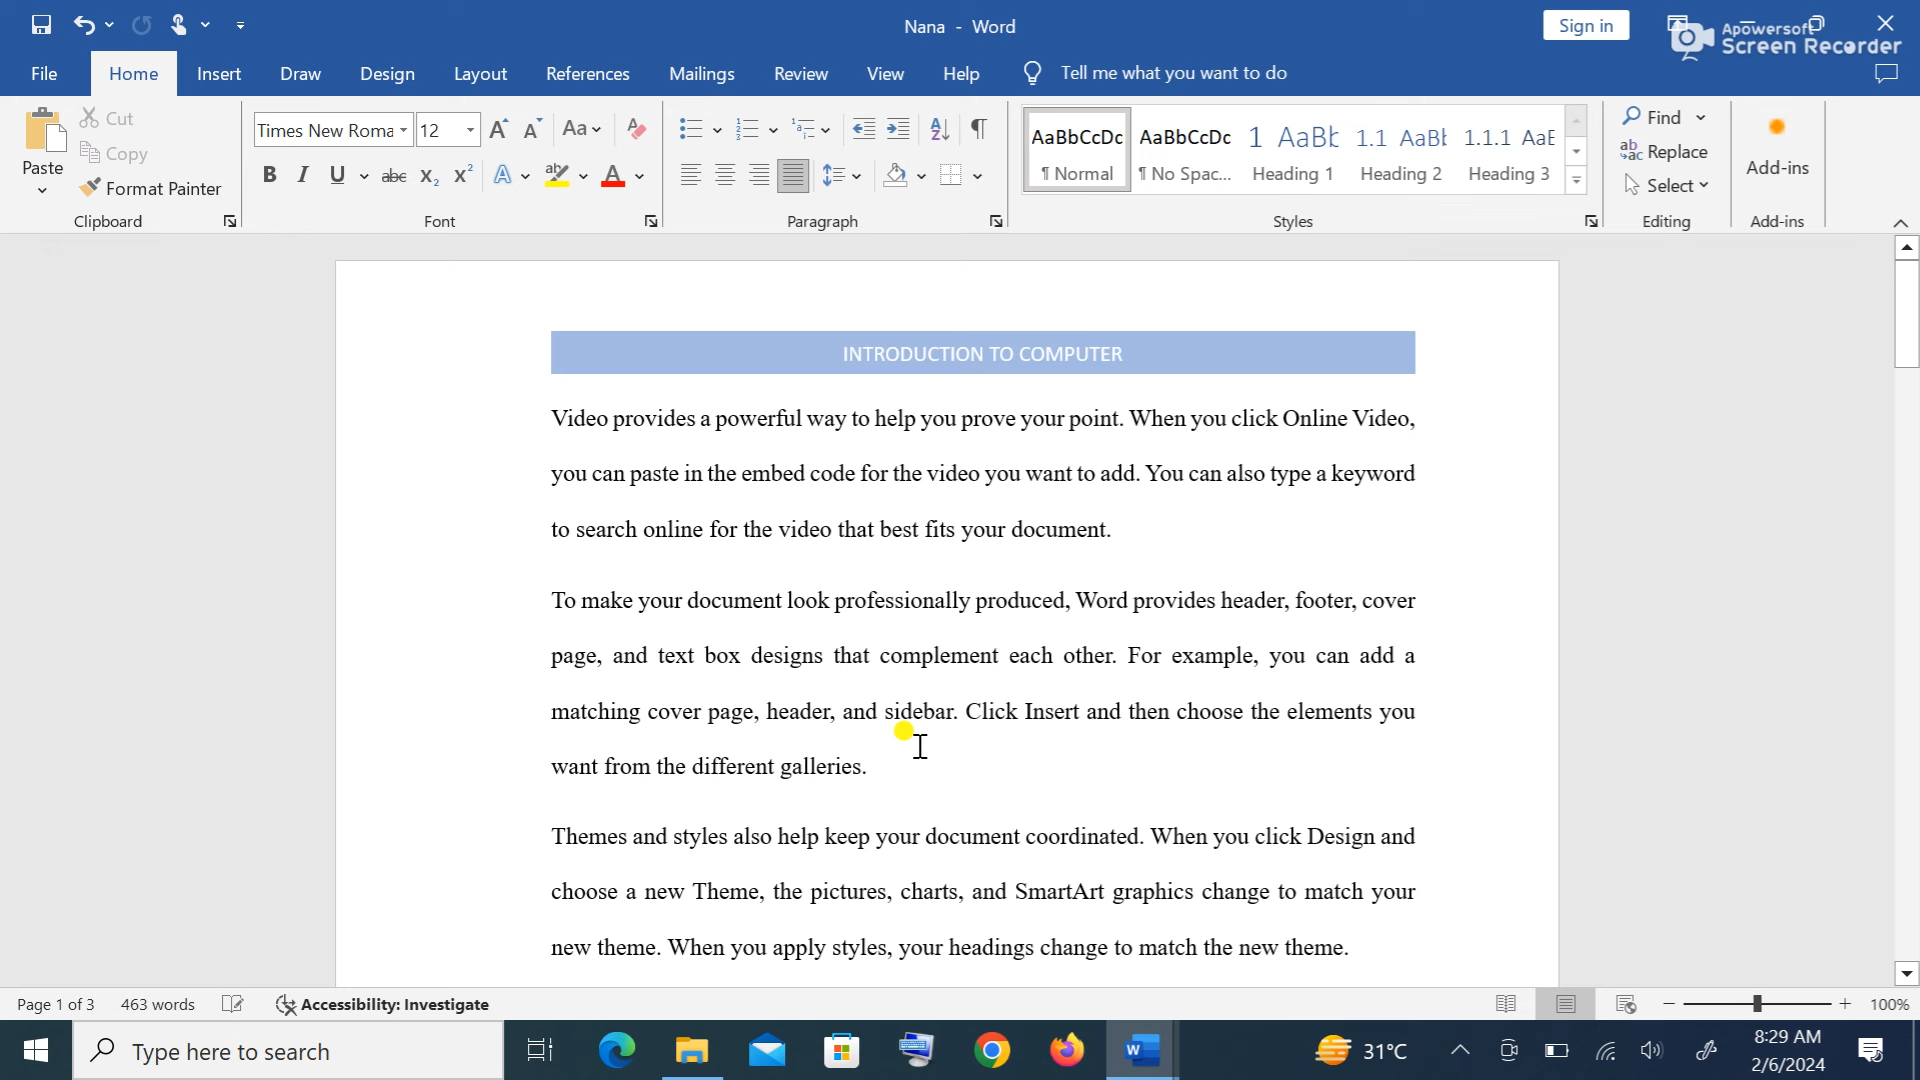 Nana - Word
Sign in
Apowersoft
Screen Recorder
File Home Insert Draw Design Layout References Mailings Review View Help Tell me what you want to do
Paste
Cut
Copy
Format Painter
Clipboard
Times New Roma 12
Aa
B I U abc X₂ X² A ab A
Font
Paragraph
AaBbCcDc AaBbCcDc 1 AaBb 1.1 AaBb 1.1.1 AaE
¶ Normal ¶ No Spac... Heading 1 Heading 2 Heading 3
Styles
Find
Replace
Select
Editing
Add-ins
Add-ins
INTRODUCTION TO COMPUTER
Video provides a powerful way to help you prove your point. When you click Online Video,
you can paste in the embed code for the video you want to add. You can also type a keyword
to search online for the video that best fits your document.
To make your document look professionally produced, Word provides header, footer, cover
page, and text box designs that complement each other. For example, you can add a
matching cover page, header, and sidebar. Click Insert and then choose the elements you
want from the different galleries.
Themes and styles also help keep your document coordinated. When you click Design and
choose a new Theme, the pictures, charts, and SmartArt graphics change to match your
new theme. When you apply styles, your headings change to match the new theme.
Page 1 of 3 463 words Accessibility: Investigate 100%
Type here to search
31°C
8:29 AM
2/6/2024